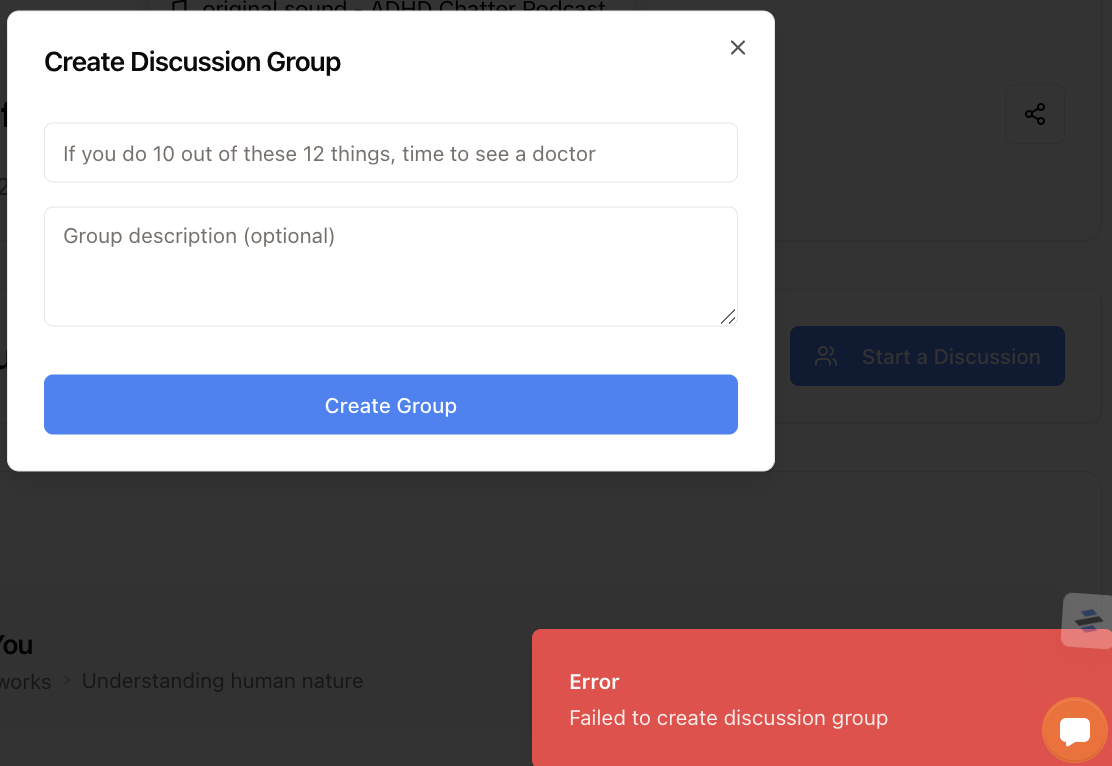 original sound - ADHD Chatter Podcast
Create Discussion Group
If you do 10 out of these 12 things, time to see a doctor
Group description (optional)
Start a Discussion
Create Group
You
works > Understanding human nature
Error
Failed to create discussion group